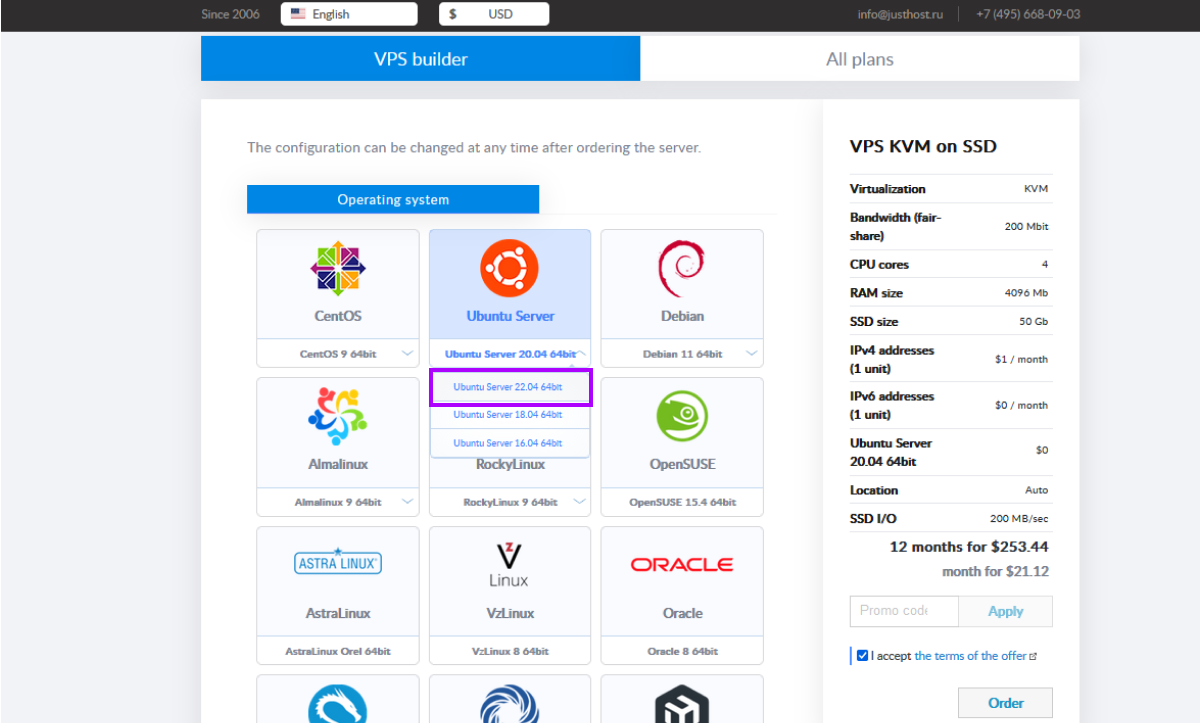 Since 2006
English
$ USD
info@justhost.ru
+7 (495) 668-09-03
VPS builder
All plans
The configuration can be changed at any time after ordering the server.
Operating system
CentOS
CentOS 9 64bit
Ubuntu Server
Ubuntu Server 20.04 64bit
Ubuntu Server 22.04 64bit
Ubuntu Server 18.04 64bit
Ubuntu Server 16.04 64bit
Debian
Debian 11 64bit
Almalinux
Almalinux 9 64bit
RockyLinux
RockyLinux 9 64bit
OpenSUSE
OpenSUSE 15.4 64bit
ASTRA LINUX®
AstraLinux
AstraLinux Orel 64bit
Vz
Linux
VzLinux
VzLinux 8 64bit
ORACLE
Oracle
Oracle 8 64bit
VPS KVM on SSD
Virtualization KVM
Bandwidth (fair-
share) 200 Mbit
CPU cores 4
RAM size 4096 Mb
SSD size 50 Gb
IPv4 addresses
(1 unit) $1 / month
IPv6 addresses
(1 unit) $0 / month
Ubuntu Server
20.04 64bit $0
Location Auto
SSD I/O 200 MB/sec
12 months for $253.44
month for $21.12
Promo code
Apply
I accept the terms of the offer
Order